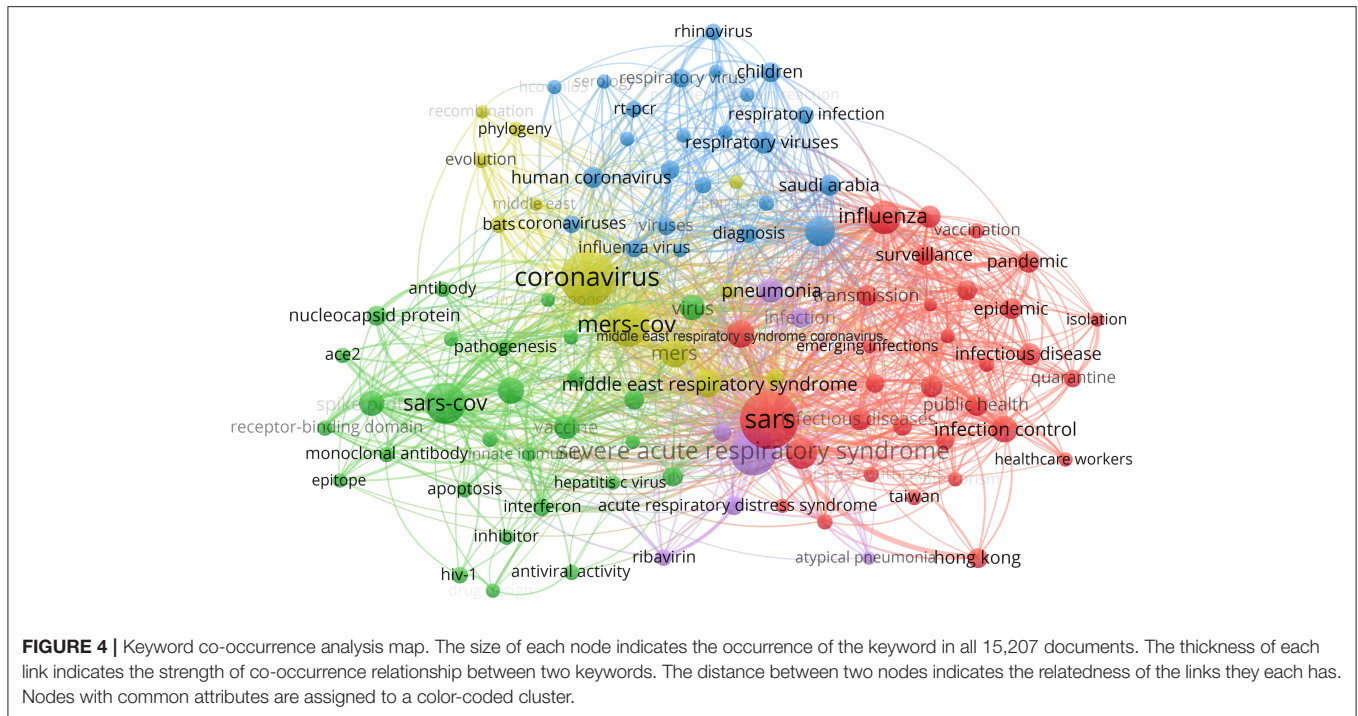 rhinovirus
children
serology
respiratory virus
recombination
rt-pcr
respiratory infection
phylogeny
respiratory viruses
evolution
human coronavirus
saudi arabia
middle east
influenza
bats
coronaviruses
viruses
diagnosis
vaccination
influenza virus
surveillance
pandemic
coronavirus
antibody
pneumonia
transmission
nucleocapsid protein
virus
infection
epidemic
isolation
mers-cov
middle east respiratory syndrome coronavirus
ace2
pathogenesis
mers
emerging infections
infectious disease
quarantine
middle east respiratory syndrome
sars-cov
public health
sars
infectious diseases
receptor-binding domain
vaccine
infection control
monoclonal antibody
innate immunity
severe acute respiratory syndrome
healthcare workers
epitope
apoptosis
hepatitis c virus
taiwan
interferon
acute respiratory distress syndrome
inhibitor
ribavirin
atypical pneumonia
hong kong
hiv-1
antiviral activity
drug design
FIGURE 4 | Keyword co-occurrence analysis map. The size of each node indicates the occurrence of the keyword in all 15,207 documents. The thickness of each
link indicates the strength of co-occurrence relationship between two keywords. The distance between two nodes indicates the relatedness of the links they each has.
Nodes with common attributes are assigned to a color-coded cluster.